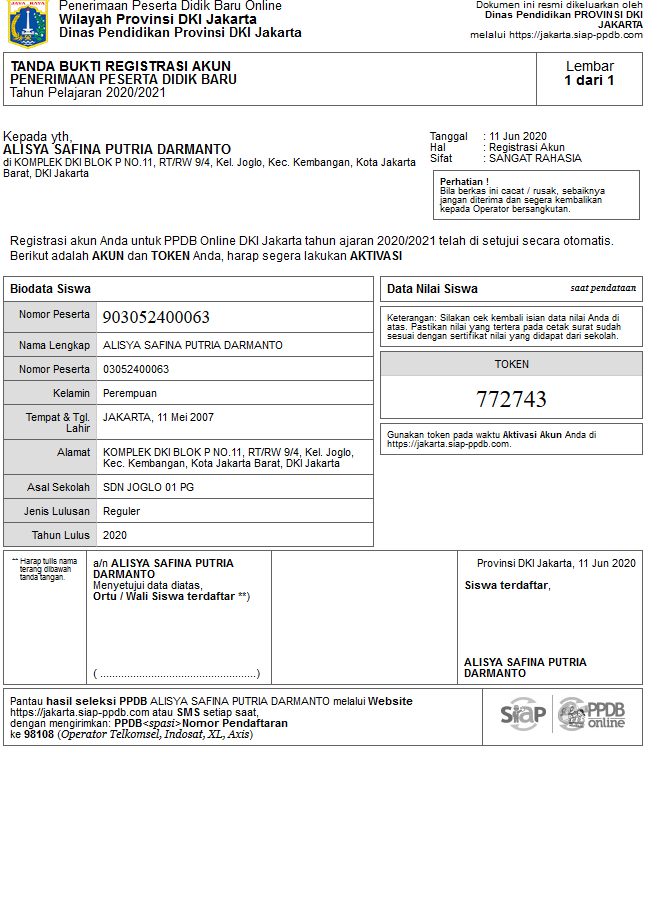 JAYA RAYA
Penerimaan Peserta Didik Baru Online
Wilayah Provinsi DKI Jakarta
Dinas Pendidikan Provinsi DKI Jakarta
Dokumen ini resmi dikeluarkan oleh
Dinas Pendidikan PROVINSI DKI
JAKARTA
melalui https://jakarta.siap-ppdb.com
TANDA BUKTI REGISTRASI AKUN
PENERIMAAN PESERTA DIDIK BARU
Tahun Pelajaran 2020/2021
Lembar
1 dari 1
Kepada yth,
ALISYA SAFINA PUTRIA DARMANTO
di KOMPLEK DKI BLOK P NO.11, RT/RW 9/4, Kel. Joglo, Kec. Kembangan, Kota Jakarta
Barat, DKI Jakarta
Tanggal : 11 Jun 2020
Hal : Registrasi Akun
Sifat : SANGAT RAHASIA
Perhatian !
Bila berkas ini cacat / rusak, sebaiknya
jangan diterima dan segera kembalikan
kepada Operator bersangkutan.
Registrasi akun Anda untuk PPDB Online DKI Jakarta tahun ajaran 2020/2021 telah di setujui secara otomatis.
Berikut adalah AKUN dan TOKEN Anda, harap segera lakukan AKTIVASI
Biodata Siswa
Nomor Peserta 903052400063
Nama Lengkap ALISYA SAFINA PUTRIA DARMANTO
Nomor Peserta 03052400063
Kelamin Perempuan
Tempat & Tgl. JAKARTA, 11 Mei 2007
Lahir
Alamat KOMPLEK DKI BLOK P NO.11, RT/RW 9/4, Kel. Joglo,
Kec. Kembangan, Kota Jakarta Barat, DKI Jakarta
Asal Sekolah SDN JOGLO 01 PG
Jenis Lulusan Reguler
Tahun Lulus 2020
Data Nilai Siswa saat pendataan
Keterangan: Silakan cek kembali isian data nilai Anda di
atas. Pastikan nilai yang tertera pada cetak surat sudah
sesuai dengan sertifikat nilai yang didapat dari sekolah.
TOKEN
772743
Gunakan token pada waktu Aktivasi Akun Anda di
https://jakarta.siap-ppdb.com.
** Harap tulis nama
terang dibawah
tanda tangan.
a/n ALISYA SAFINA PUTRIA
DARMANTO
Menyetujui data diatas,
Ortu / Wali Siswa terdaftar **)
( ....................................................)
Provinsi DKI Jakarta, 11 Jun 2020
Siswa terdaftar,
ALISYA SAFINA PUTRIA
DARMANTO
Pantau hasil seleksi PPDB ALISYA SAFINA PUTRIA DARMANTO melalui Website
https://jakarta.siap-ppdb.com atau SMS setiap saat,
dengan mengirimkan: PPDB<spasi>Nomor Pendaftaran
ke 98108 (Operator Telkomsel, Indosat, XL, Axis)
SiAP
PPDB
online